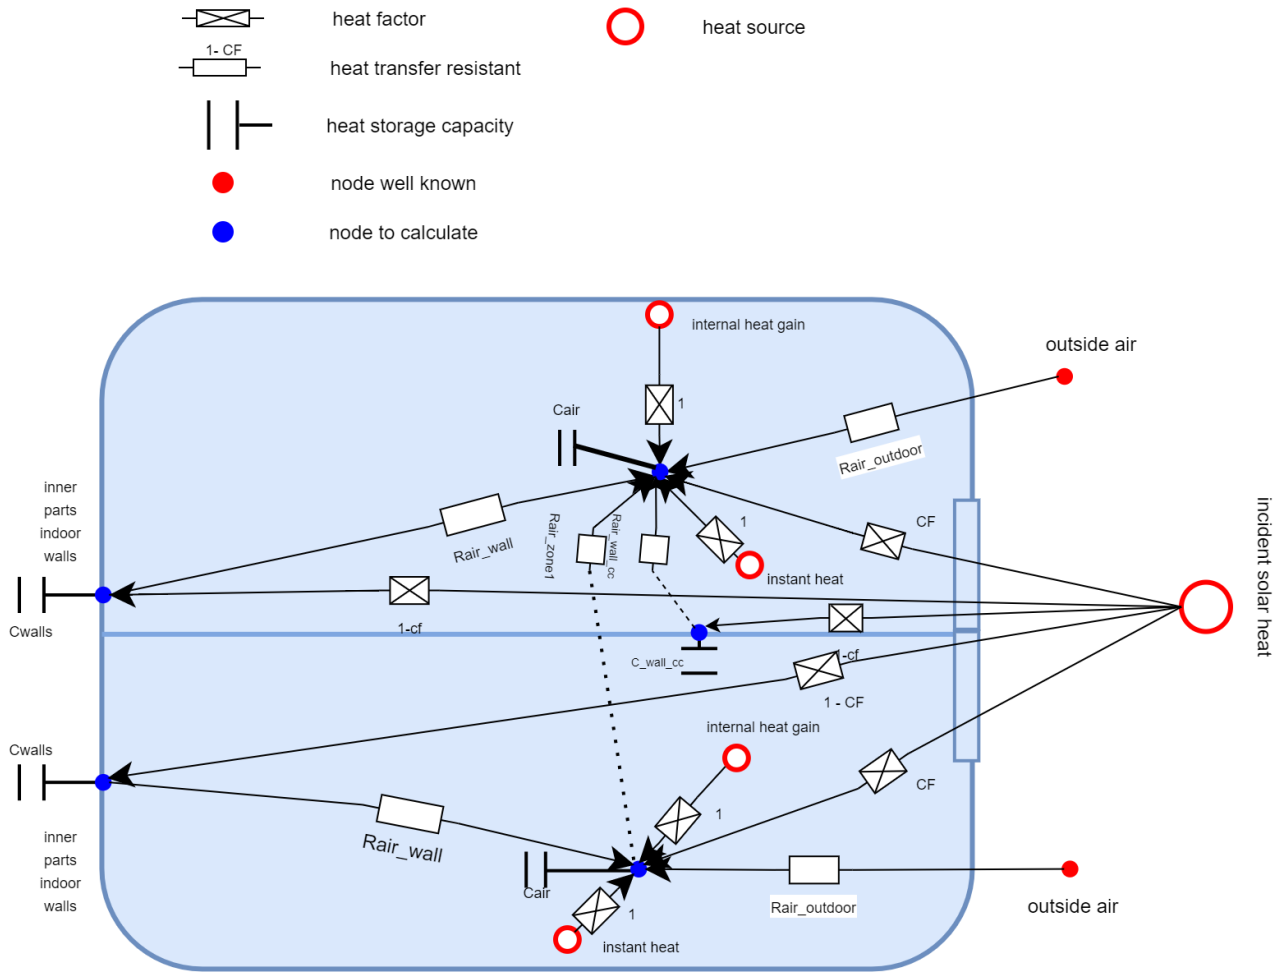 heat factor
heat source
1- CF
heat transfer resistant
heat storage capacity
node well known
node to calculate
internal heat gain
outside air
1
Cair
Rair_outdoor
inner
parts
indoor
walls
Rair_wall
Rair_zone1
Rair_wall_cc
1
CF
instant heat
incident solar heat
Cwalls
1-cf
C_wall_cc
-cf
1 - CF
internal heat gain
Cwalls
CF
1
inner
parts
indoor
walls
Rair_wall
Cair
Rair_outdoor
outside air
1
instant heat